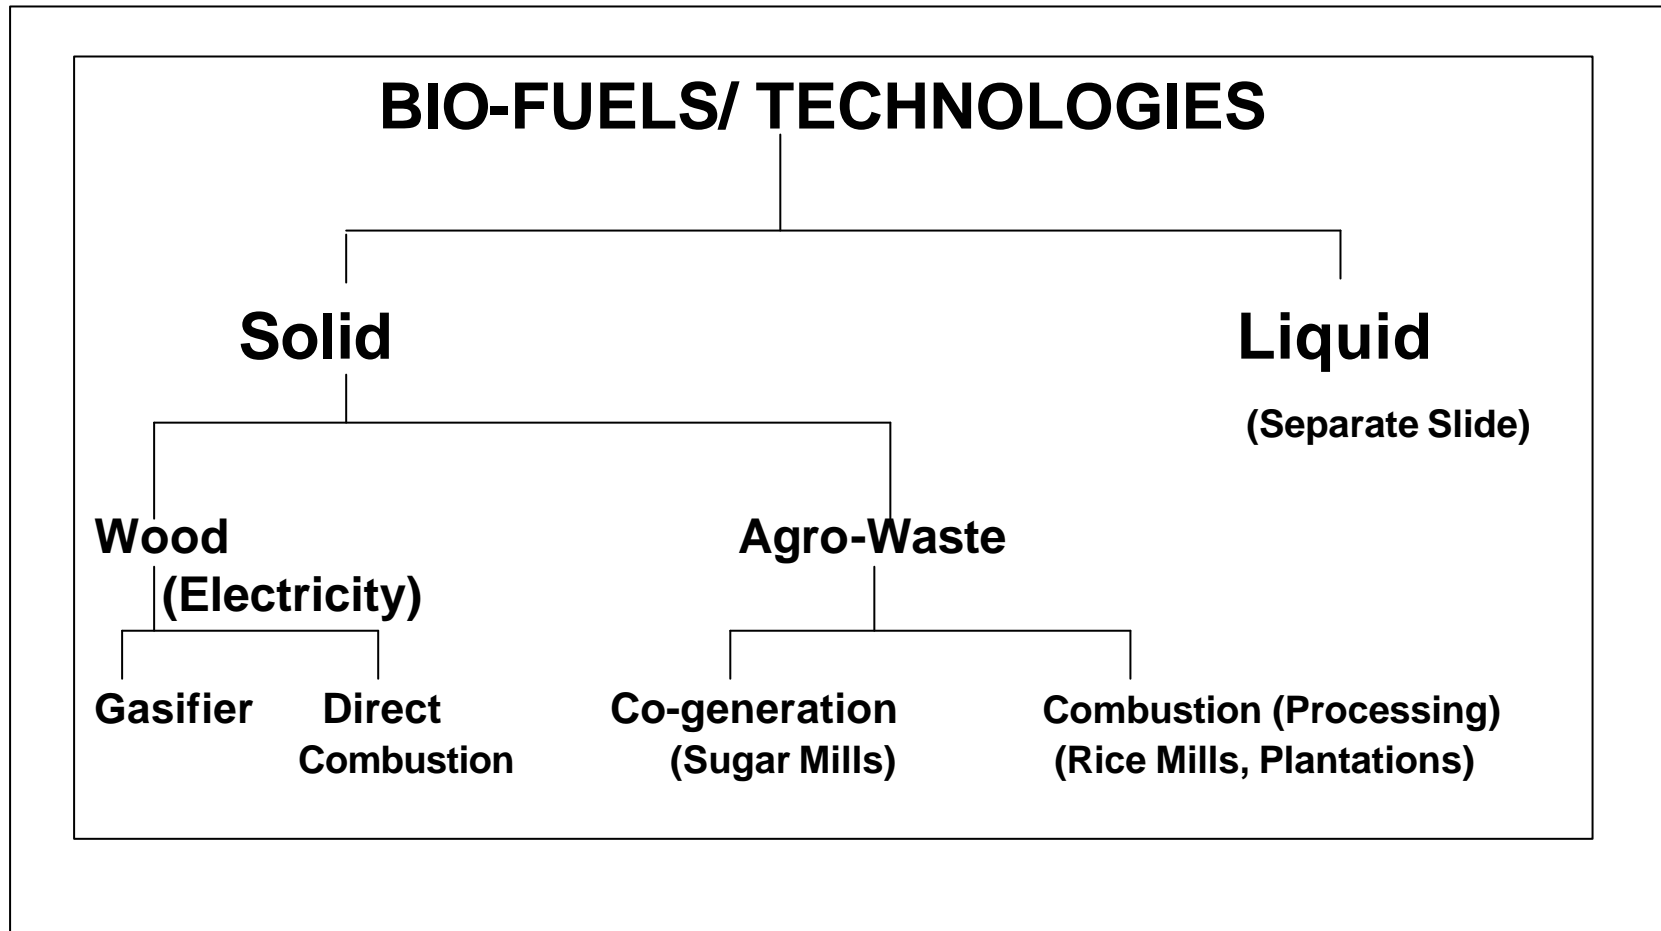 BIO-FUELS/ TECHNOLOGIES
Solid
Liquid
(Separate Slide)
Wood
Agro-Waste
(Electricity)
Gasifier
Direct
Combustion
Co-generation
(Sugar Mills)
Combustion (Processing)
(Rice Mills, Plantations)